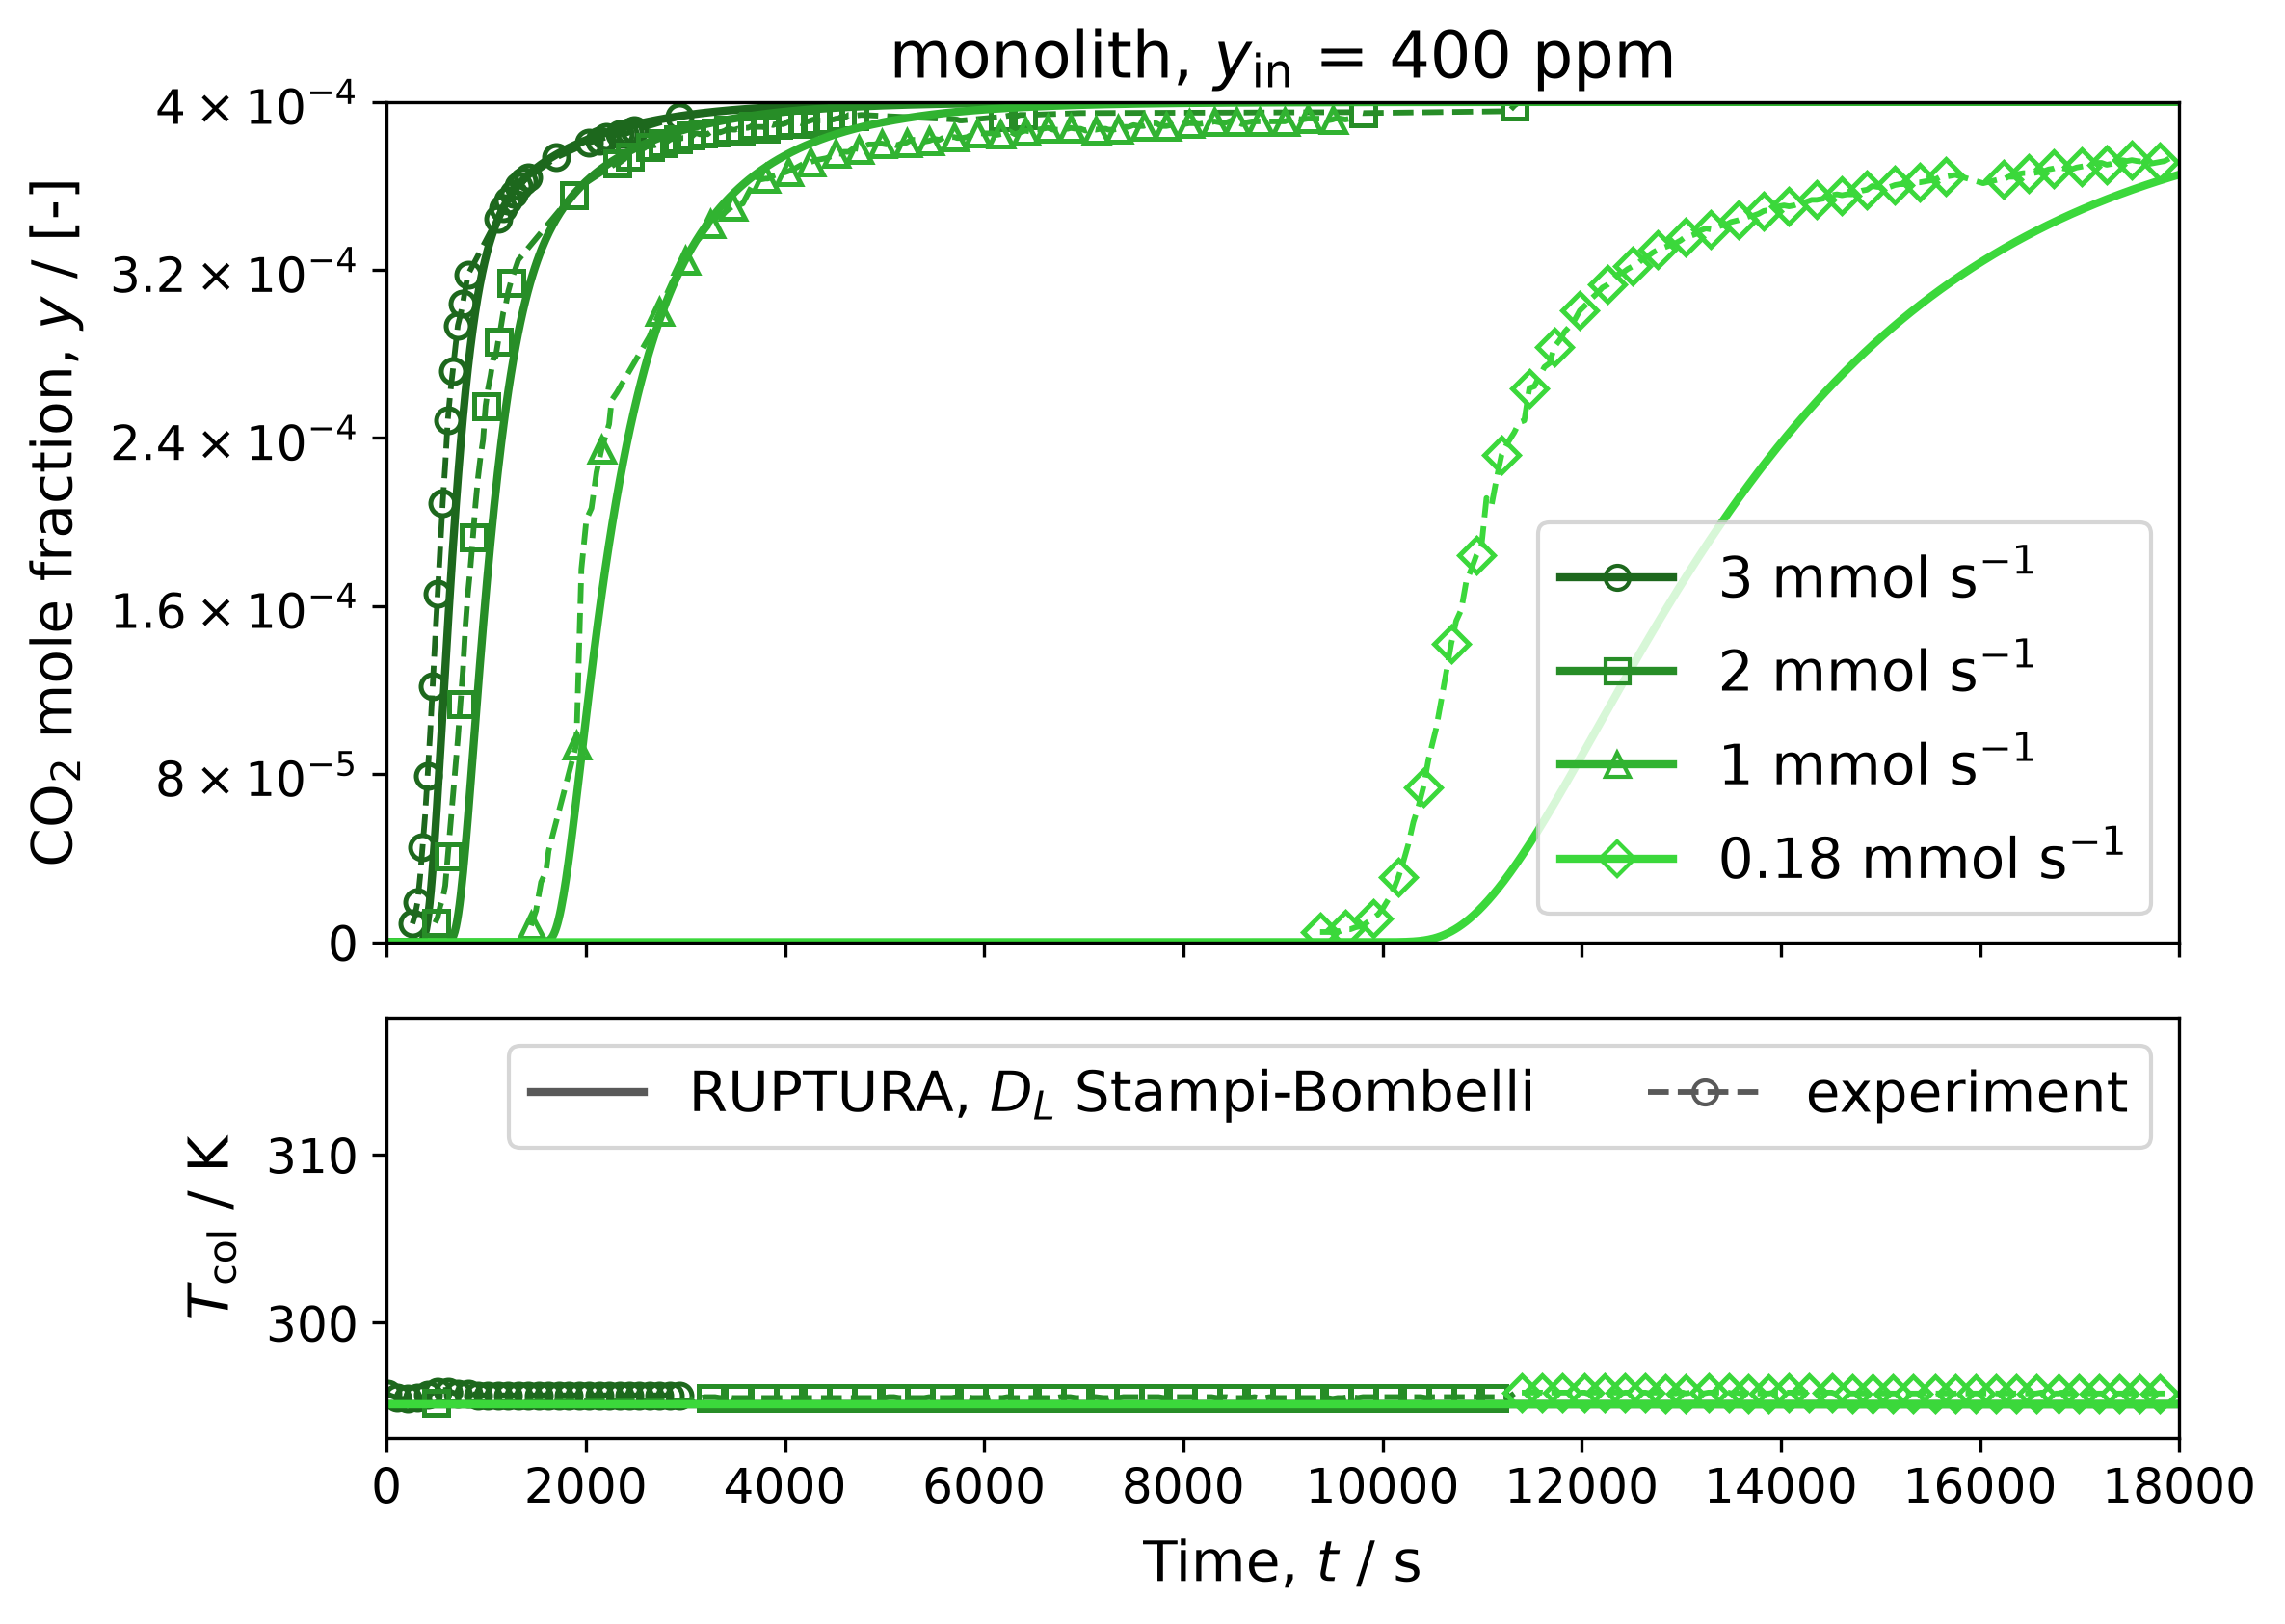 monolith, y_in = 400 ppm
CO₂ mole fraction, y / [-]
4 × 10⁻⁴
3.2 × 10⁻⁴
2.4 × 10⁻⁴
1.6 × 10⁻⁴
8 × 10⁻⁵
0
3 mmol s⁻¹
2 mmol s⁻¹
1 mmol s⁻¹
0.18 mmol s⁻¹
RUPTURA, D_L Stampi-Bombelli
experiment
T_col / K
310
300
0 2000 4000 6000 8000 10000 12000 14000 16000 18000
Time, t / s